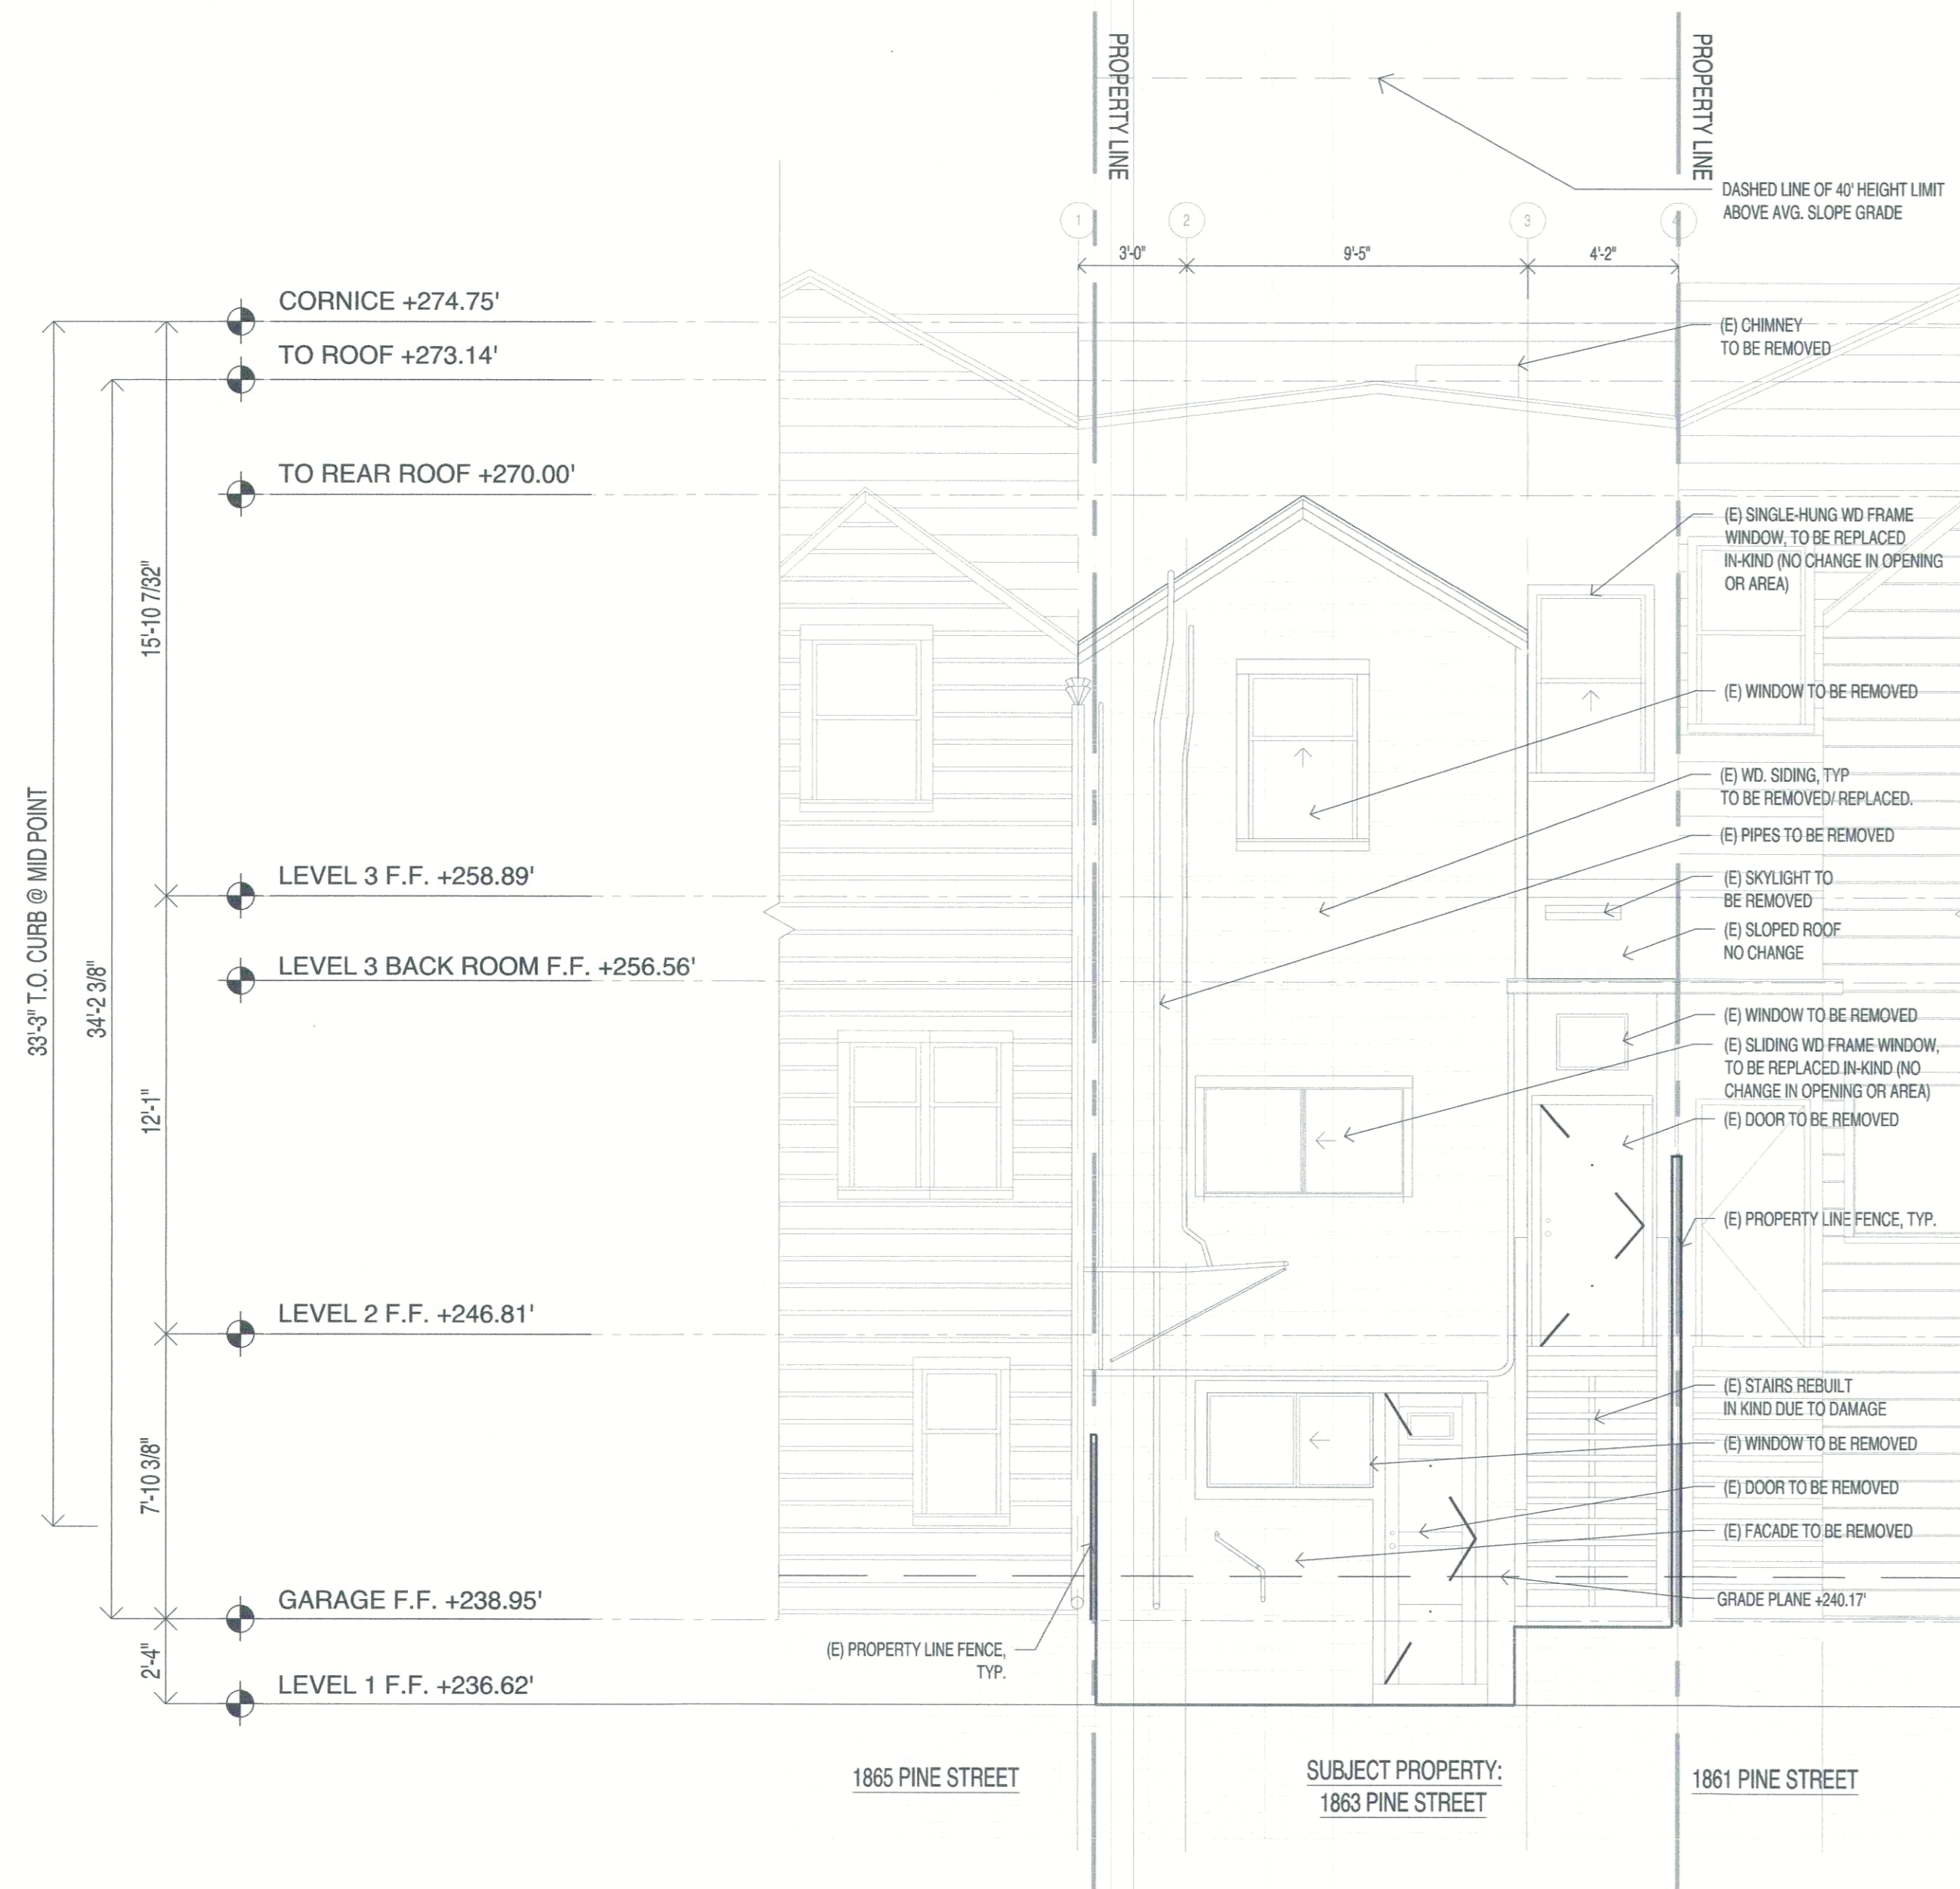 PROPERTY LINE
PROPERTY LINE
DASHED LINE OF 40' HEIGHT LIMIT
ABOVE AVG. SLOPE GRADE
1
2
3
4
3'-0"
9'-5"
4'-2"
CORNICE +274.75'
TO ROOF +273.14'
TO REAR ROOF +270.00'
LEVEL 3 F.F. +258.89'
LEVEL 3 BACK ROOM F.F. +256.56'
LEVEL 2 F.F. +246.81'
GARAGE F.F. +238.95'
LEVEL 1 F.F. +236.62'
33'-3" T.O. CURB @ MID POINT
34'-2 3/8"
15'-10 7/32"
12'-1"
7'-10 3/8"
2'-4"
(E) CHIMNEY
TO BE REMOVED
(E) SINGLE-HUNG WD FRAME
WINDOW, TO BE REPLACED
IN-KIND (NO CHANGE IN OPENING
OR AREA)
(E) WINDOW TO BE REMOVED
(E) WD. SIDING, TYP
TO BE REMOVED/ REPLACED.
(E) PIPES TO BE REMOVED
(E) SKYLIGHT TO
BE REMOVED
(E) SLOPED ROOF
NO CHANGE
(E) WINDOW TO BE REMOVED
(E) SLIDING WD FRAME WINDOW,
TO BE REPLACED IN-KIND (NO
CHANGE IN OPENING OR AREA)
(E) DOOR TO BE REMOVED
(E) PROPERTY LINE FENCE, TYP.
(E) STAIRS REBUILT
IN KIND DUE TO DAMAGE
(E) WINDOW TO BE REMOVED
(E) DOOR TO BE REMOVED
(E) FACADE TO BE REMOVED
GRADE PLANE +240.17'
(E) PROPERTY LINE FENCE,
TYP.
1865 PINE STREET
SUBJECT PROPERTY:
1863 PINE STREET
1861 PINE STREET